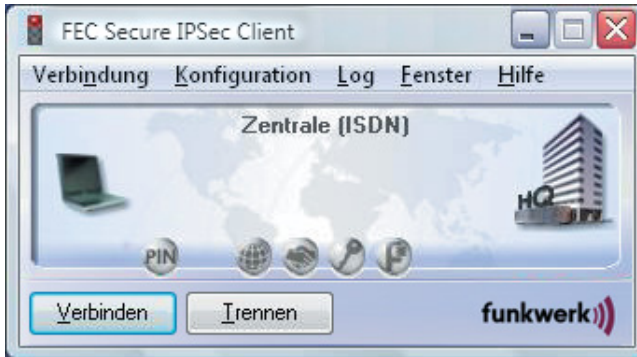 FEC Secure IPSec Client
Verbindung Konfiguration Log Fenster Hilfe
Zentrale (ISDN)
HQ
PIN
Verbinden Trennen funkwerk